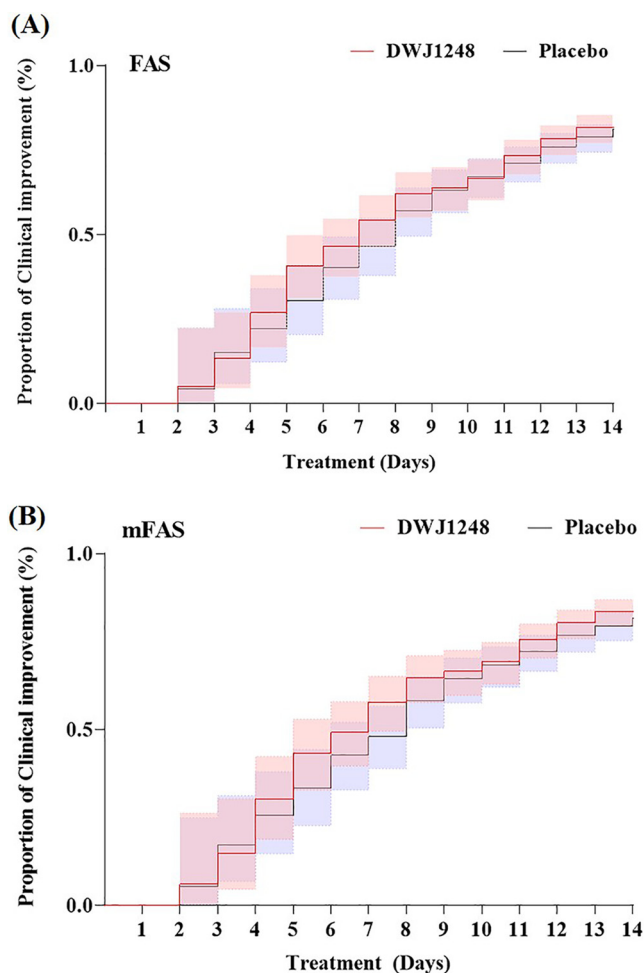 (A)
FAS
DWJ1248 Placebo
Proportion of Clinical improvement (%)
1.0
0.5
0.0
1 2 3 4 5 6 7 8 9 10 11 12 13 14
Treatment (Days)
(B)
mFAS
DWJ1248 Placebo
Proportion of Clinical improvement (%)
1.0
0.5
0.0
1 2 3 4 5 6 7 8 9 10 11 12 13 14
Treatment (Days)